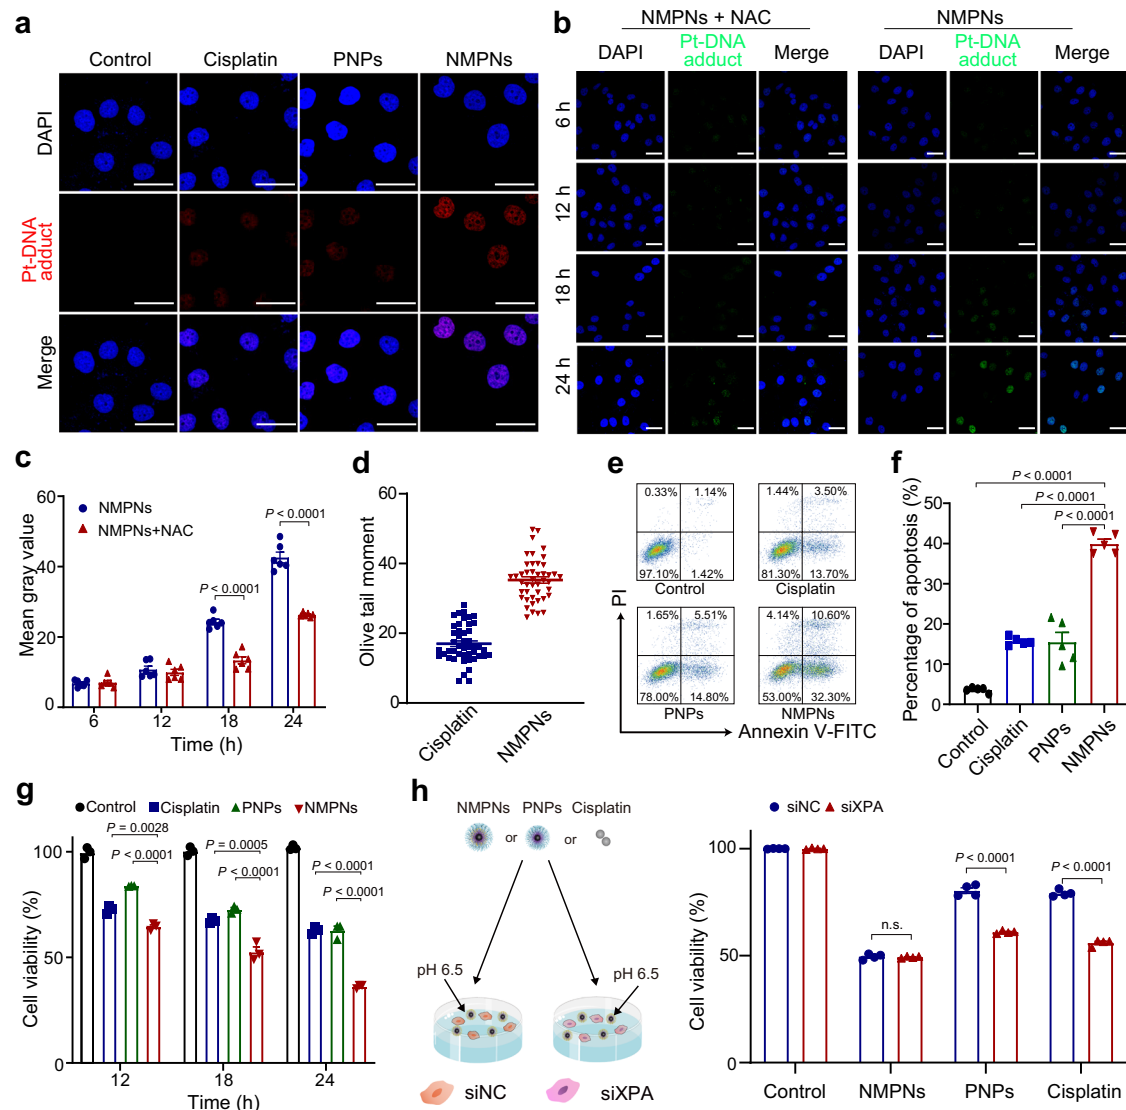 a
Control Cisplatin PNPs NMPNs
DAPI
Pt-DNA
adduct
Merge
b
NMPNs + NAC NMPNs
DAPI Pt-DNA adduct Merge DAPI Pt-DNA adduct Merge
6 h
12 h
18 h
24 h
c
Mean gray value
60
40
20
0
NMPNs
NMPNs+NAC
P < 0.0001
P < 0.0001
6 12 18 24
Time (h)
d
Olive tail moment
60
40
20
0
Cisplatin NMPNs
e
0.33% 1.14%
97.10% 1.42%
Control
1.44% 3.50%
81.30% 13.70%
Cisplatin
1.65% 5.51%
78.00% 14.80%
PNPs
4.14% 10.60%
53.00% 32.30%
NMPNs
PI
Annexin V-FITC
f
Percentage of apoptosis (%)
50
40
30
20
10
0
P < 0.0001
P < 0.0001
P < 0.0001
Control Cisplatin PNPs NMPNs
g
Control Cisplatin PNPs NMPNs
Cell viability (%)
100
50
0
P = 0.0028
P < 0.0001
P = 0.0005
P < 0.0001
P < 0.0001
P < 0.0001
12 18 24
Time (h)
h
NMPNs PNPs Cisplatin
or or
pH 6.5 pH 6.5
siNC siXPA
siNC siXPA
Cell viability (%)
100
50
0
n.s.
P < 0.0001
P < 0.0001
Control NMPNs PNPs Cisplatin